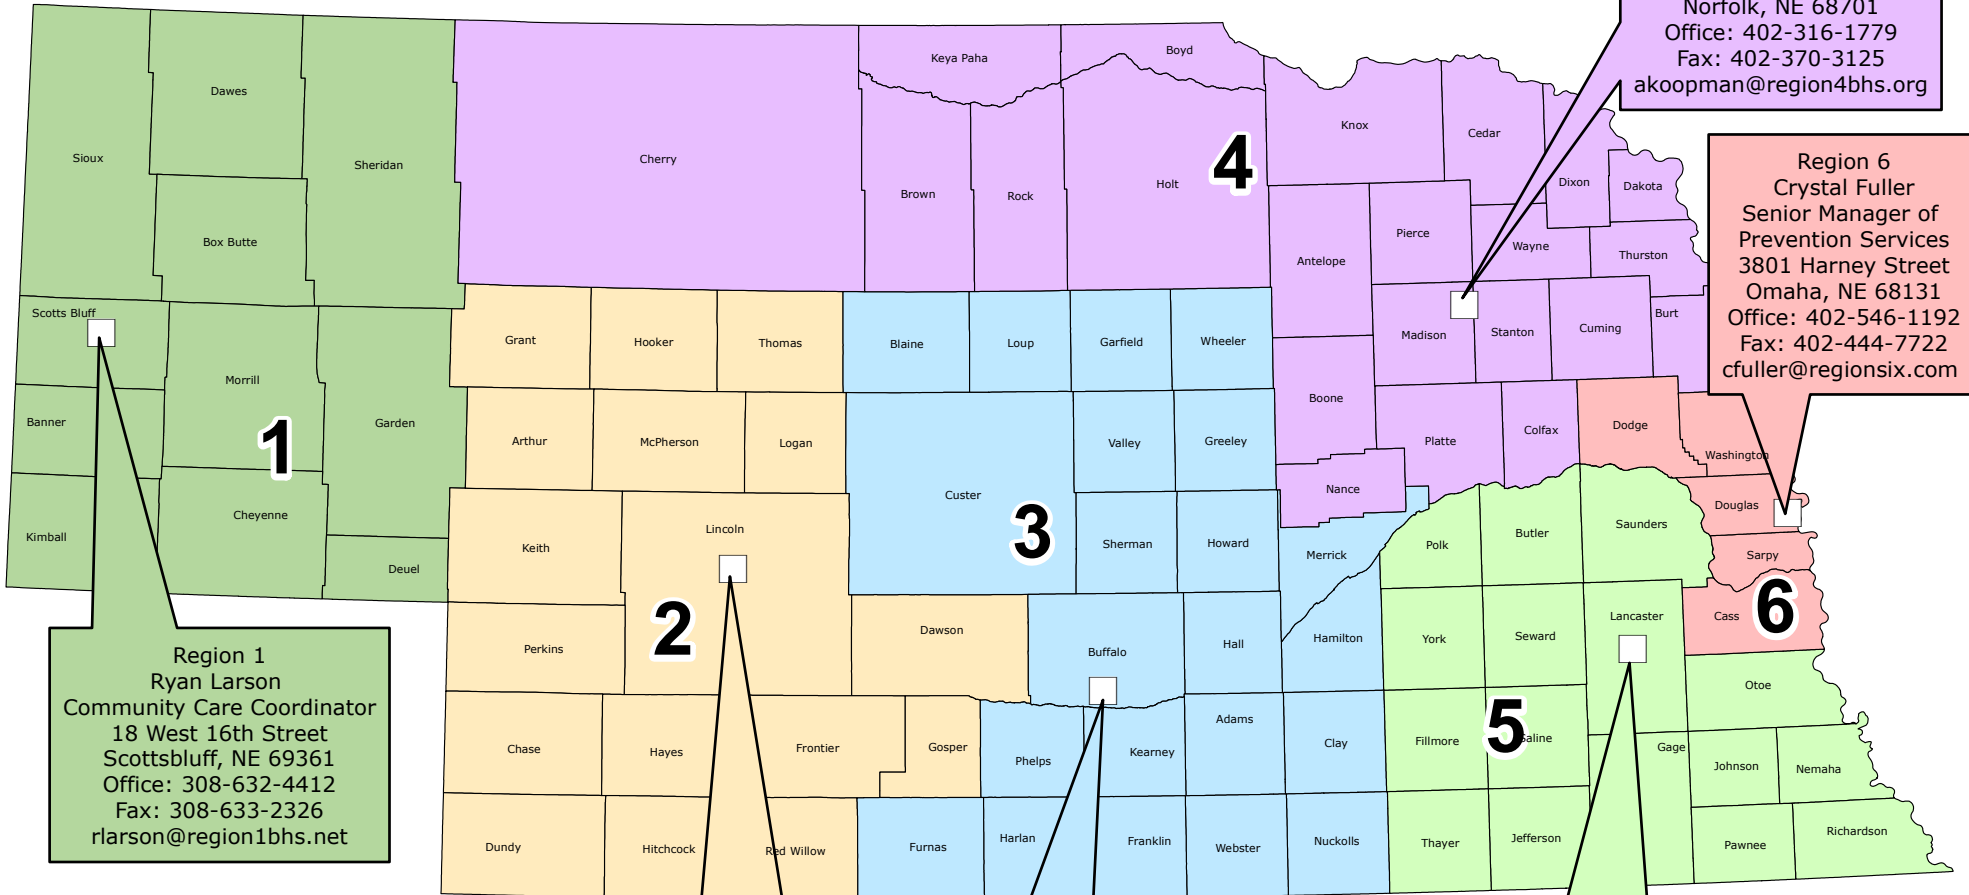 Norfolk, NE 68701
Office: 402-316-1779
Fax: 402-370-3125
akoopman@region4bhs.org
Region 6
Crystal Fuller
Senior Manager of
Prevention Services
3801 Harney Street
Omaha, NE 68131
Office: 402-546-1192
Fax: 402-444-7722
cfuller@regionsix.com
Region 1
Ryan Larson
Community Care Coordinator
18 West 16th Street
Scottsbluff, NE 69361
Office: 308-632-4412
Fax: 308-633-2326
rlarson@region1bhs.net
1
Sioux
Dawes
Sheridan
Box Butte
Scotts Bluff
Morrill
Garden
Banner
Kimball
Cheyenne
Deuel
2
Grant
Hooker
Thomas
Arthur
McPherson
Logan
Keith
Lincoln
Perkins
Dawson
Chase
Hayes
Frontier
Gosper
Dundy
Hitchcock
Red Willow
3
Blaine
Loup
Garfield
Wheeler
Custer
Valley
Greeley
Sherman
Howard
Merrick
Buffalo
Hall
Hamilton
Phelps
Kearney
Adams
Clay
Furnas
Harlan
Franklin
Webster
Nuckolls
4
Cherry
Keya Paha
Boyd
Brown
Rock
Holt
Knox
Cedar
Dixon
Dakota
Antelope
Pierce
Wayne
Thurston
Madison
Stanton
Cuming
Burt
Boone
Platte
Colfax
Nance
5
Polk
Butler
Saunders
York
Seward
Lancaster
Otoe
Fillmore
Saline
Gage
Johnson
Nemaha
Thayer
Jefferson
Pawnee
Richardson
6
Dodge
Washington
Douglas
Sarpy
Cass